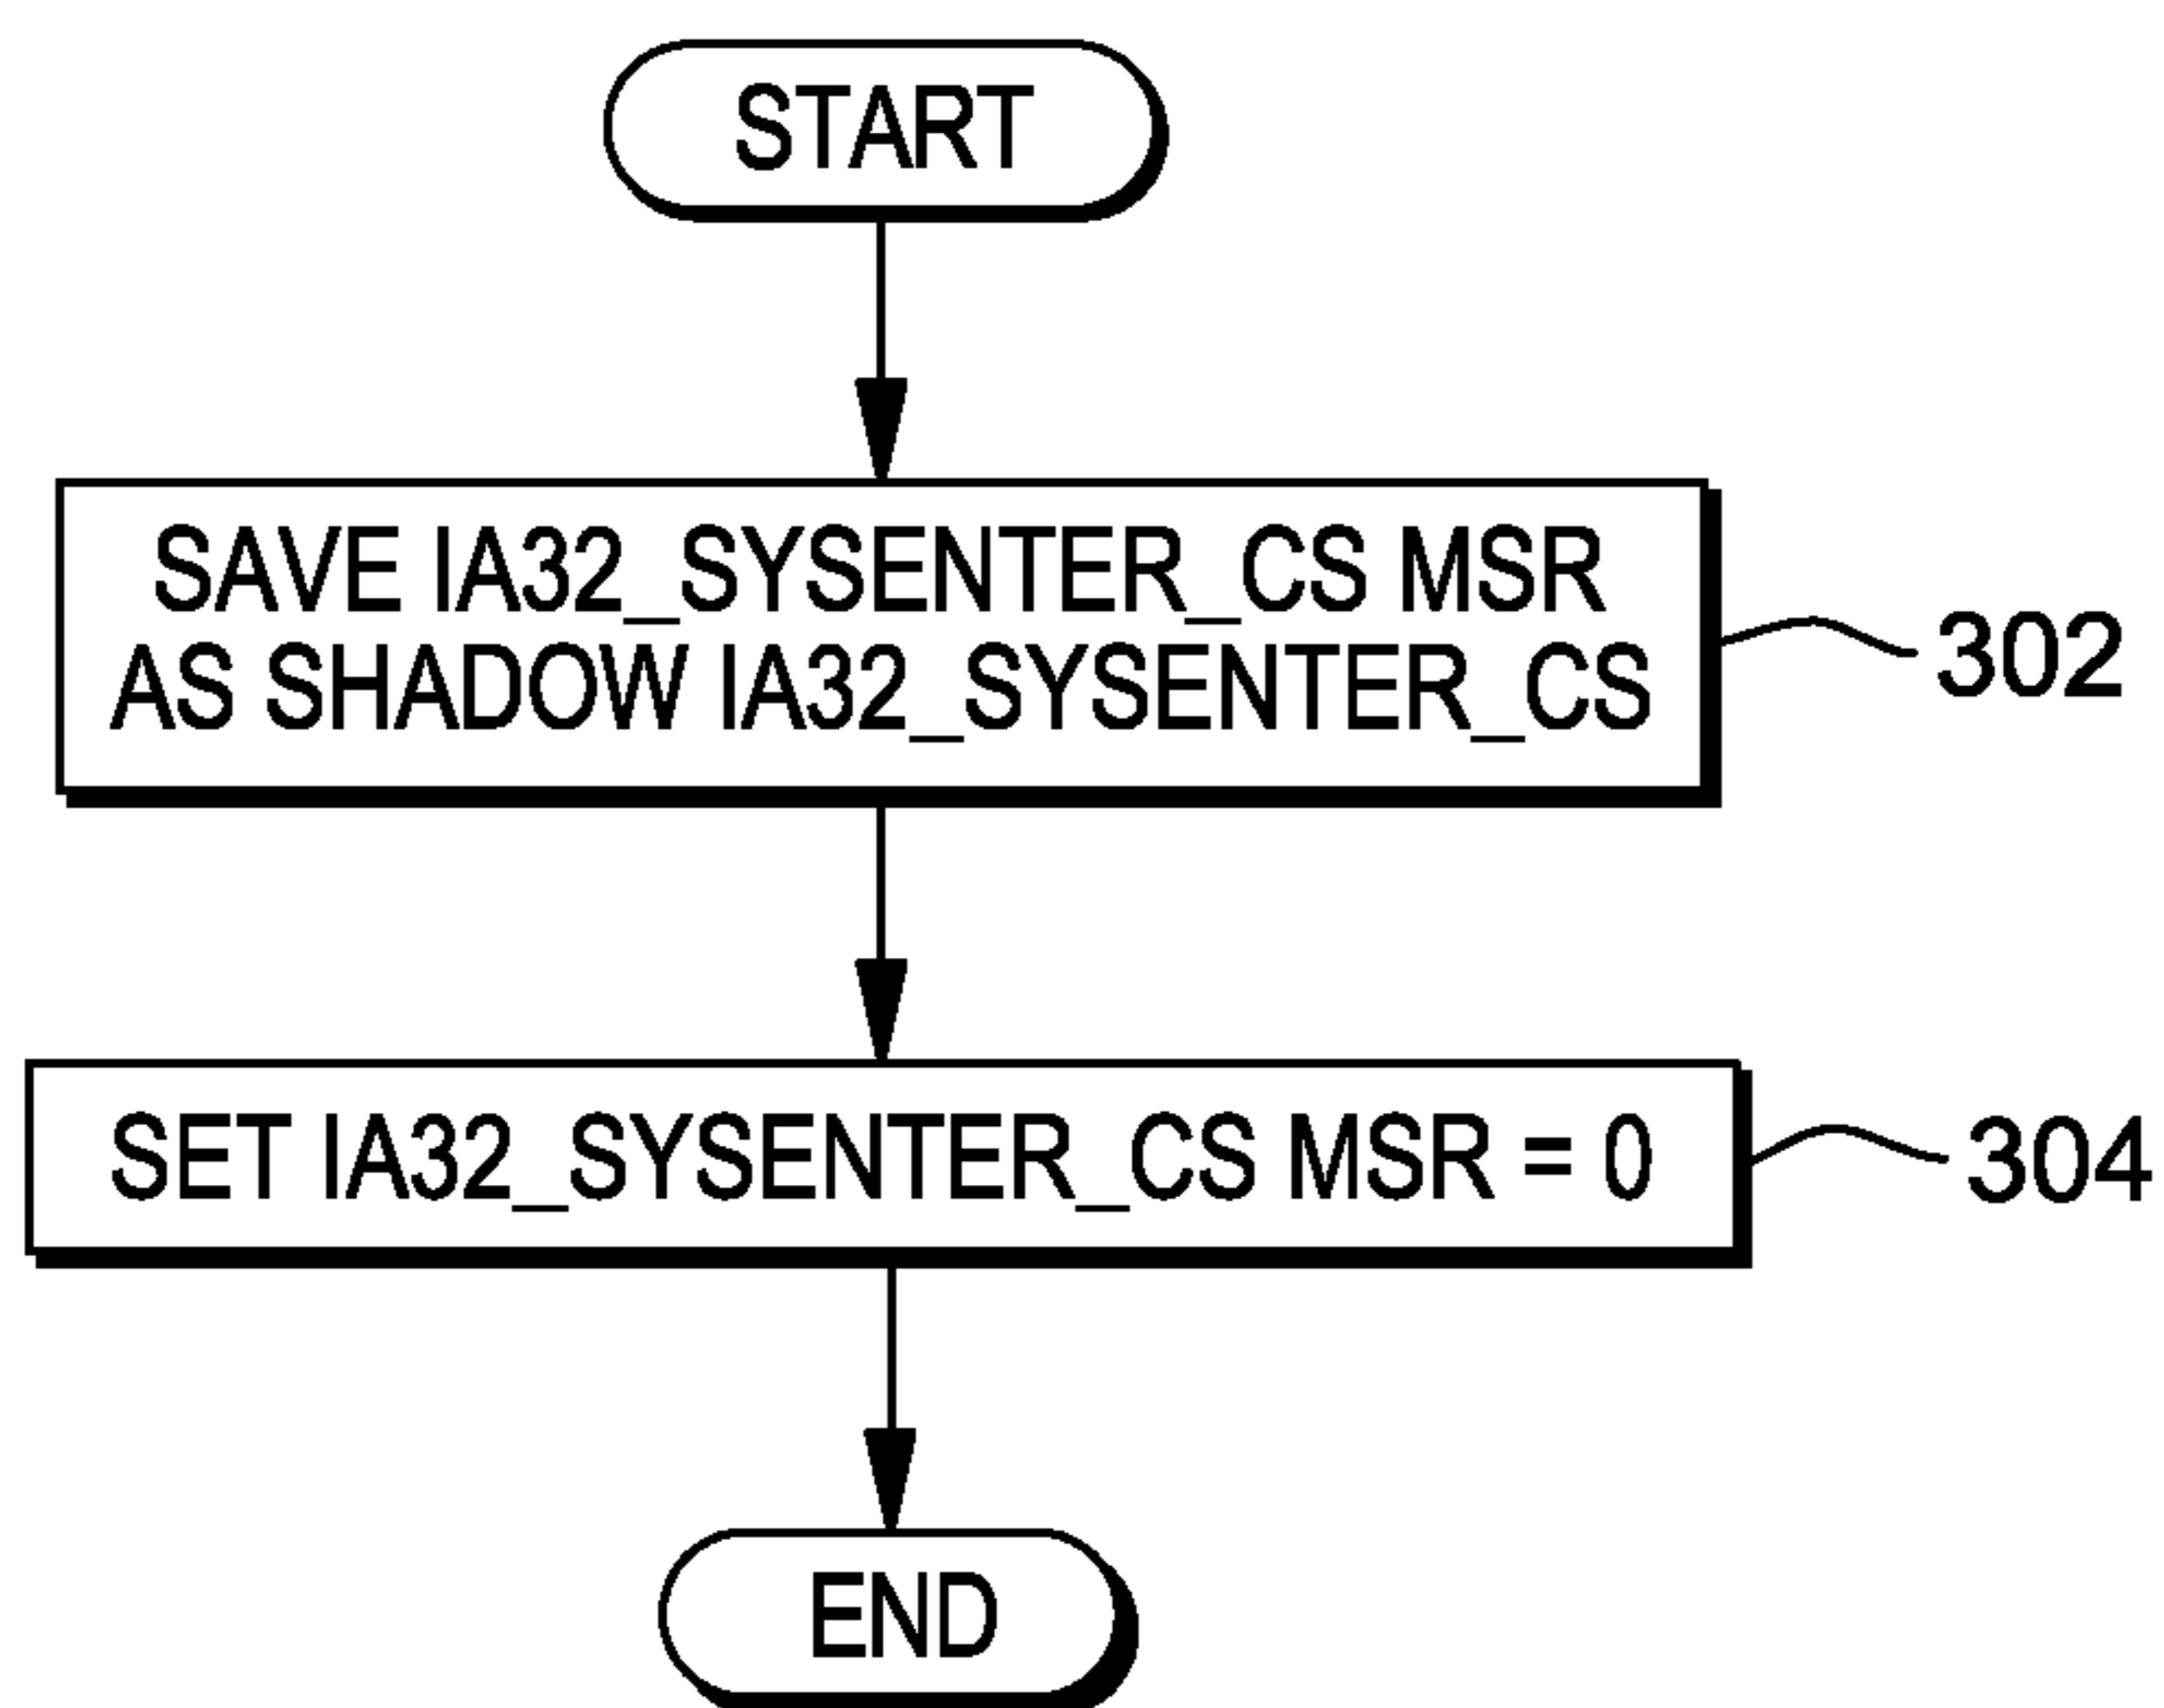 START
SAVE IA32_SYSENTER_CS MSR
AS SHADOW IA32_SYSENTER_CS
302
SET IA32_SYSENTER_CS MSR = 0
304
END